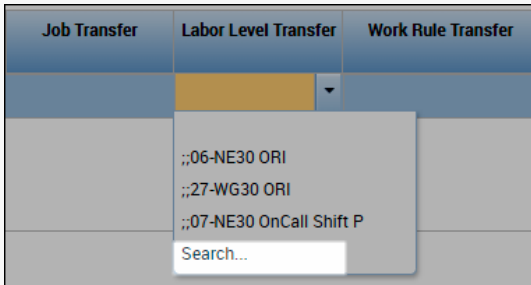 Job Transfer Labor Level Transfer Work Rule Transfer
;;06-NE30 ORI
;;27-WG30 ORI
;;07-NE30 OnCall Shift P
Search...